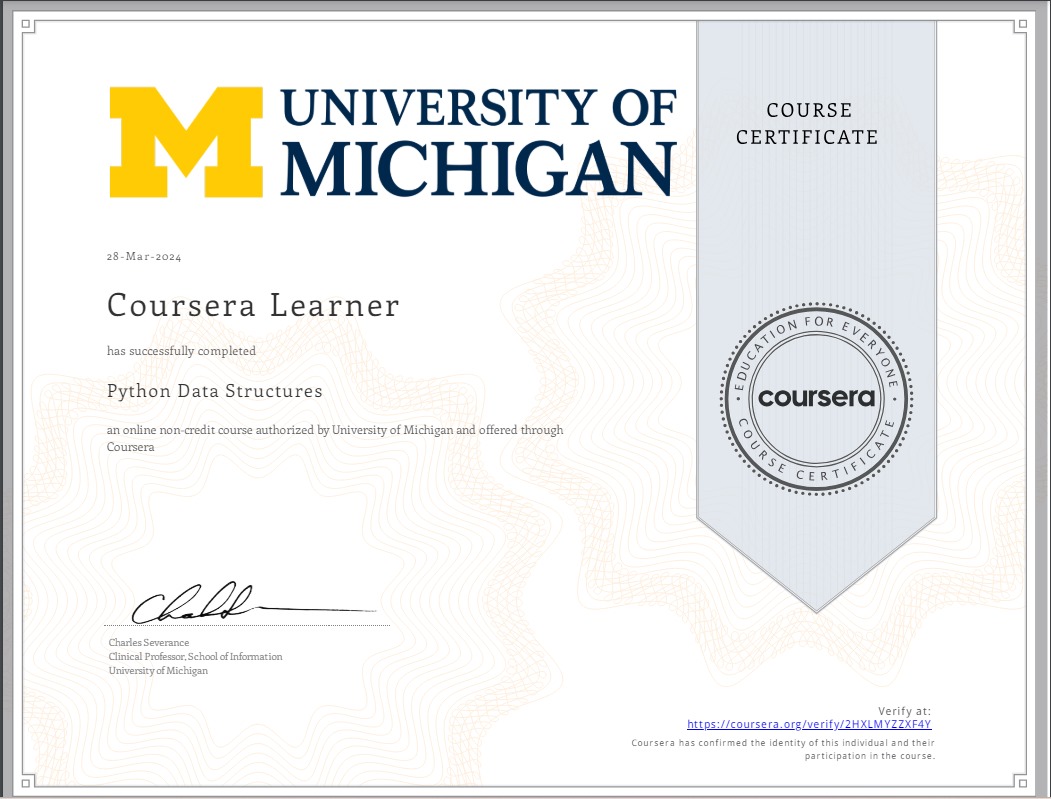 UNIVERSITY OF
MICHIGAN
COURSE
CERTIFICATE
28-Mar-2024
Coursera Learner
has successfully completed
Python Data Structures
an online non-credit course authorized by University of Michigan and offered through
Coursera
EDUCATION FOR EVERYONE
coursera
COURSE CERTIFICATE
Charles Severance
Clinical Professor, School of Information
University of Michigan
Verify at:
https://coursera.org/verify/2HXLMYZZXF4Y
Coursera has confirmed the identity of this individual and their
participation in the course.